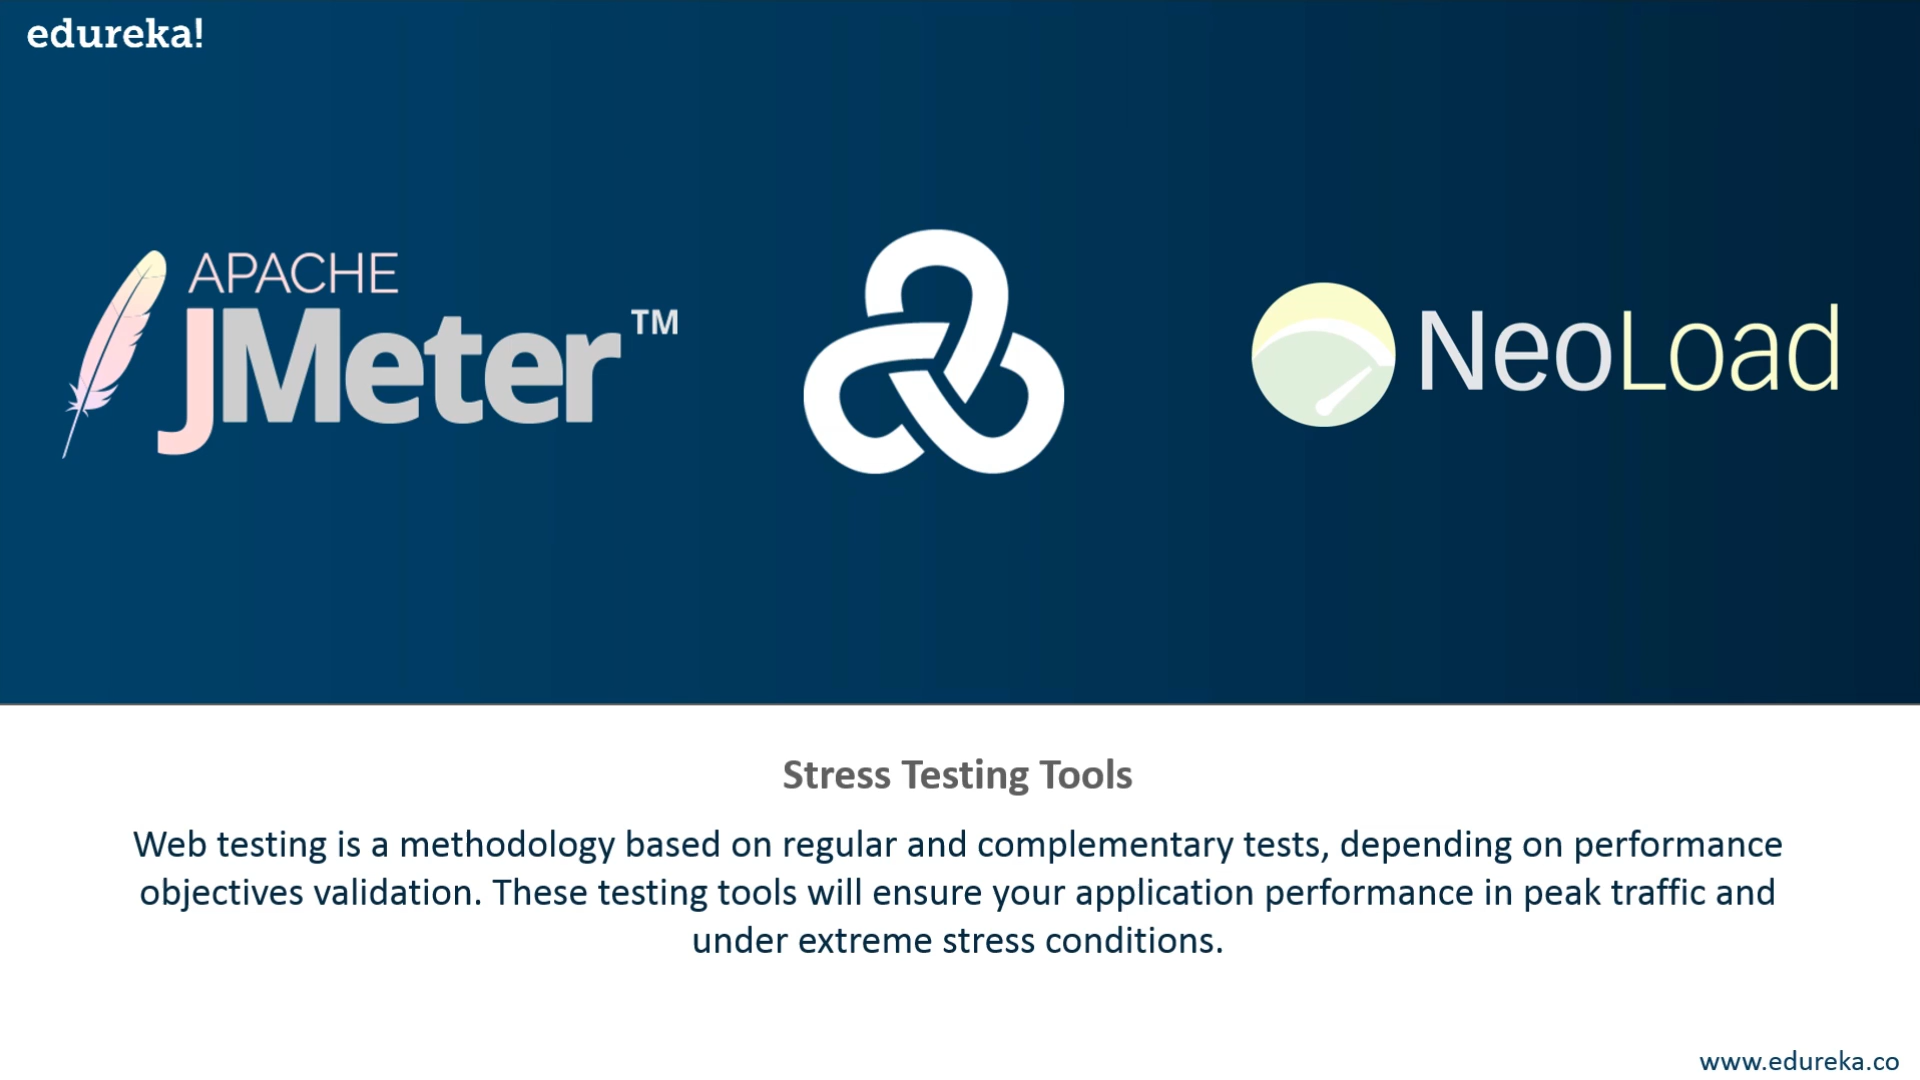 edureka!
APACHE
JMeter™
NeoLoad
Stress Testing Tools
Web testing is a methodology based on regular and complementary tests, depending on performance
objectives validation. These testing tools will ensure your application performance in peak traffic and
under extreme stress conditions.
www.edureka.co